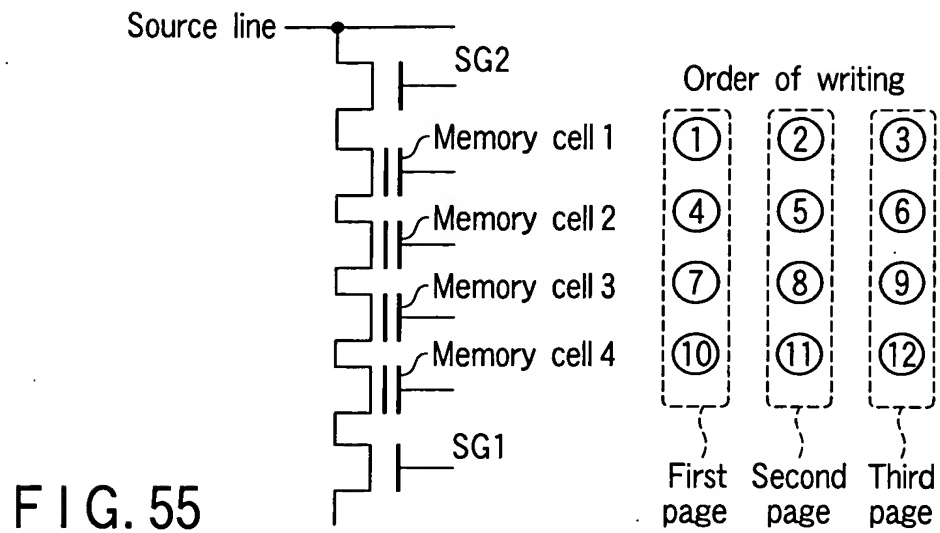 Source line
SG2
Order of writing
Memory cell 1
① ② ③
Memory cell 2
④ ⑤ ⑥
Memory cell 3
⑦ ⑧ ⑨
Memory cell 4
⑩ ⑪ ⑫
SG1
First page
Second page
Third page
FIG. 55